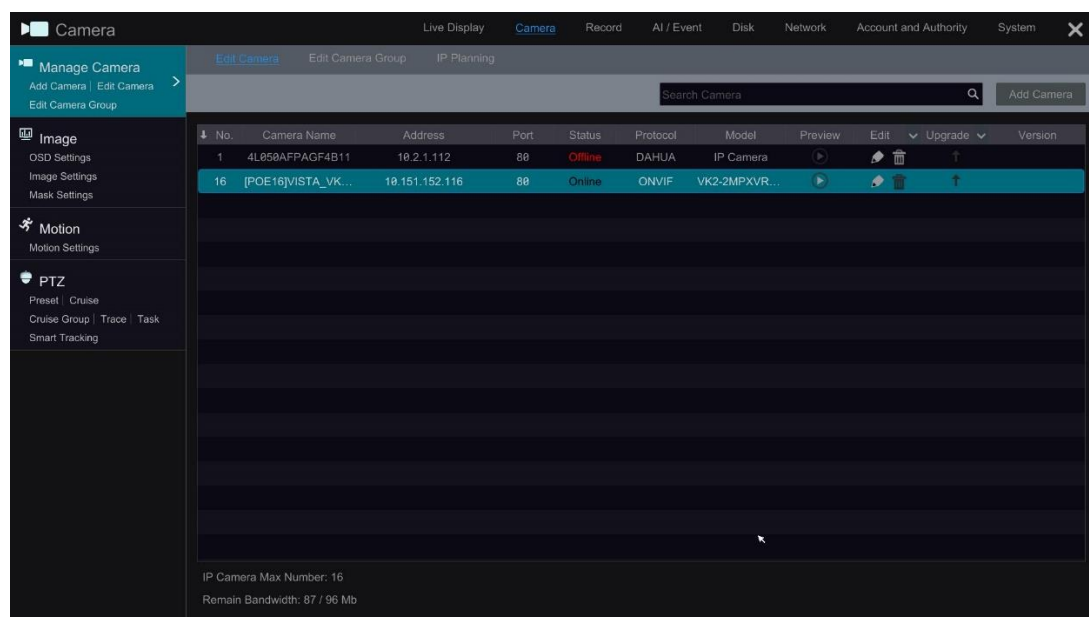 Camera
Live Display Camera Record AI / Event Disk Network Account and Authority System
Manage Camera
Add Camera | Edit Camera
Edit Camera Group
Edit Camera Edit Camera Group IP Planning
Search Camera Add Camera
Image
OSD Settings
Image Settings
Mask Settings
Motion
Motion Settings
PTZ
Preset | Cruise
Cruise Group | Trace | Task
Smart Tracking
No. Camera Name Address Port Status Protocol Model Preview Edit Upgrade Version
1 4L050AFPAGF4B11 10.2.1.112 80 Offline DAHUA IP Camera
16 [POE16]VISTA_VK... 10.151.152.116 80 Online ONVIF VK2-2MPXVR...
IP Camera Max Number: 16
Remain Bandwidth: 87 / 96 Mb